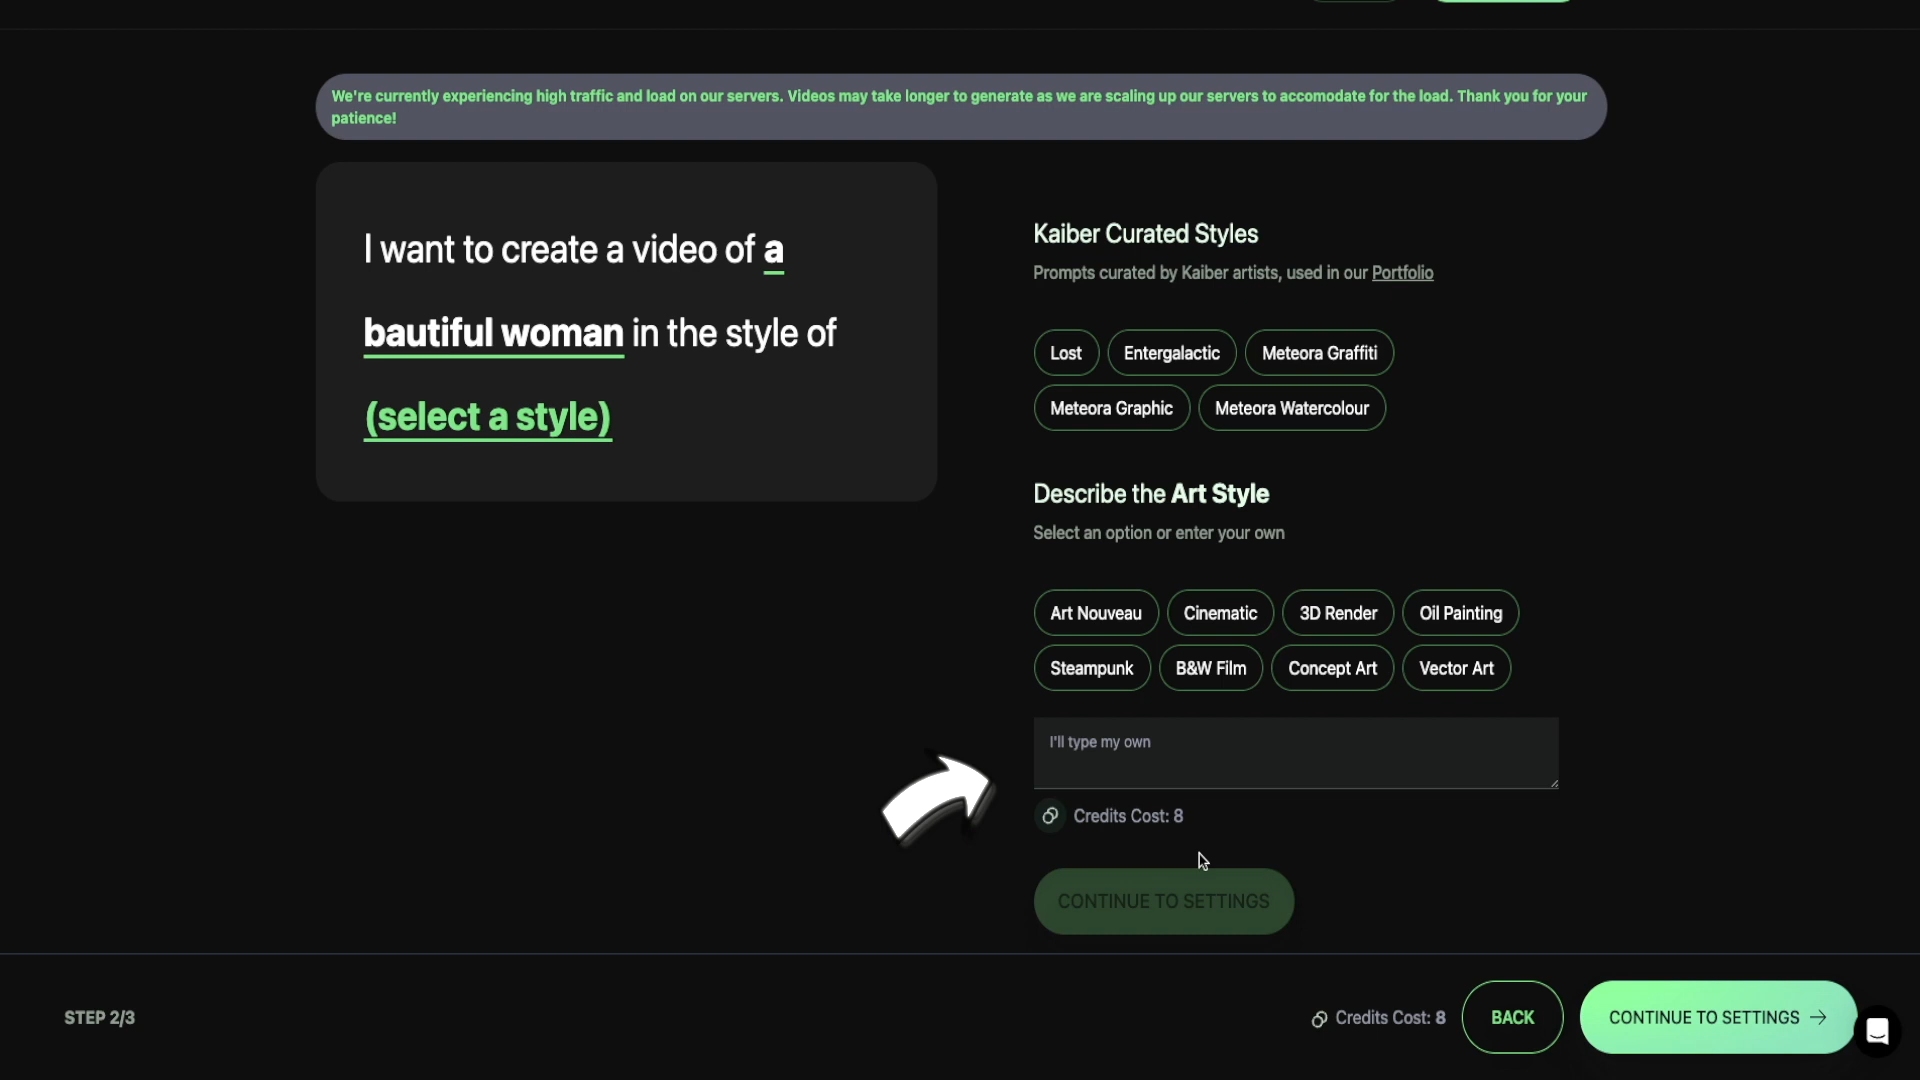 We're currently experiencing high traffic and load on our servers. Videos may take longer to generate as we are scaling up our servers to accomodate for the load. Thank you for your
patience!
I want to create a video of a
bautiful woman in the style of
(select a style)
Kaiber Curated Styles
Prompts curated by Kaiber artists, used in our Portfolio
Lost Entergalactic Meteora Graffiti
Meteora Graphic Meteora Watercolour
Describe the Art Style
Select an option or enter your own
Art Nouveau Cinematic 3D Render Oil Painting
Steampunk B&W Film Concept Art Vector Art
I'll type my own
Credits Cost: 8
CONTINUE TO SETTINGS
STEP 2/3
Credits Cost: 8 BACK CONTINUE TO SETTINGS →